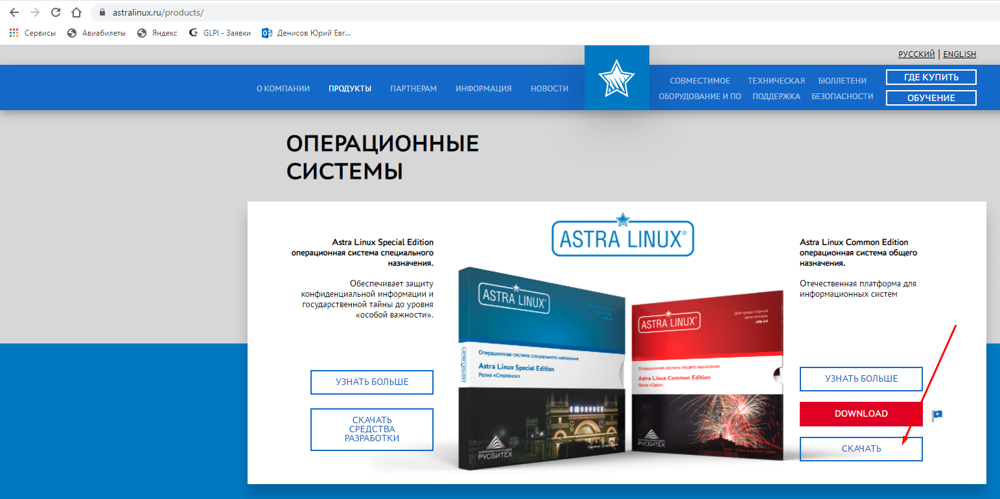 astralinux.ru/products/
Сервисы
Авиабилеты
Яндекс
GLPI - Заявки
Денисов Юрий Евг...
РУССКИЙ | ENGLISH
О КОМПАНИИ
ПРОДУКТЫ
ПАРТНЕРАМ
ИНФОРМАЦИЯ
НОВОСТИ
СОВМЕСТИМОЕ
ОБОРУДОВАНИЕ И ПО
ТЕХНИЧЕСКАЯ
ПОДДЕРЖКА
БЮЛЛЕТЕНИ
БЕЗОПАСНОСТИ
ГДЕ КУПИТЬ
ОБУЧЕНИЕ
ОПЕРАЦИОННЫЕ
СИСТЕМЫ
Astra Linux Special Edition
операционная система специального
назначения.
Обеспечивает защиту
конфиденциальной информации и
государственной тайны до уровня
«особой важности».
УЗНАТЬ БОЛЬШЕ
СКАЧАТЬ
СРЕДСТВА
РАЗРАБОТКИ
ASTRA LINUX®
ASTRA LINUX®
Операционная система специального назначения
Astra Linux Special Edition
Релиз «Смоленск»
ASTRA LINUX
СМОЛЕНСК
РУСБИТЕХ
ASTRA LINUX®
Для процессорной
архитектуры
x86-64
Операционная система общего назначения
Astra Linux Common Edition
Релиз «Орёл»
РУСБИТЕХ
Astra Linux Common Edition
операционная система общего
назначения.
Отечественная платформа для
информационных систем
УЗНАТЬ БОЛЬШЕ
DOWNLOAD
СКАЧАТЬ